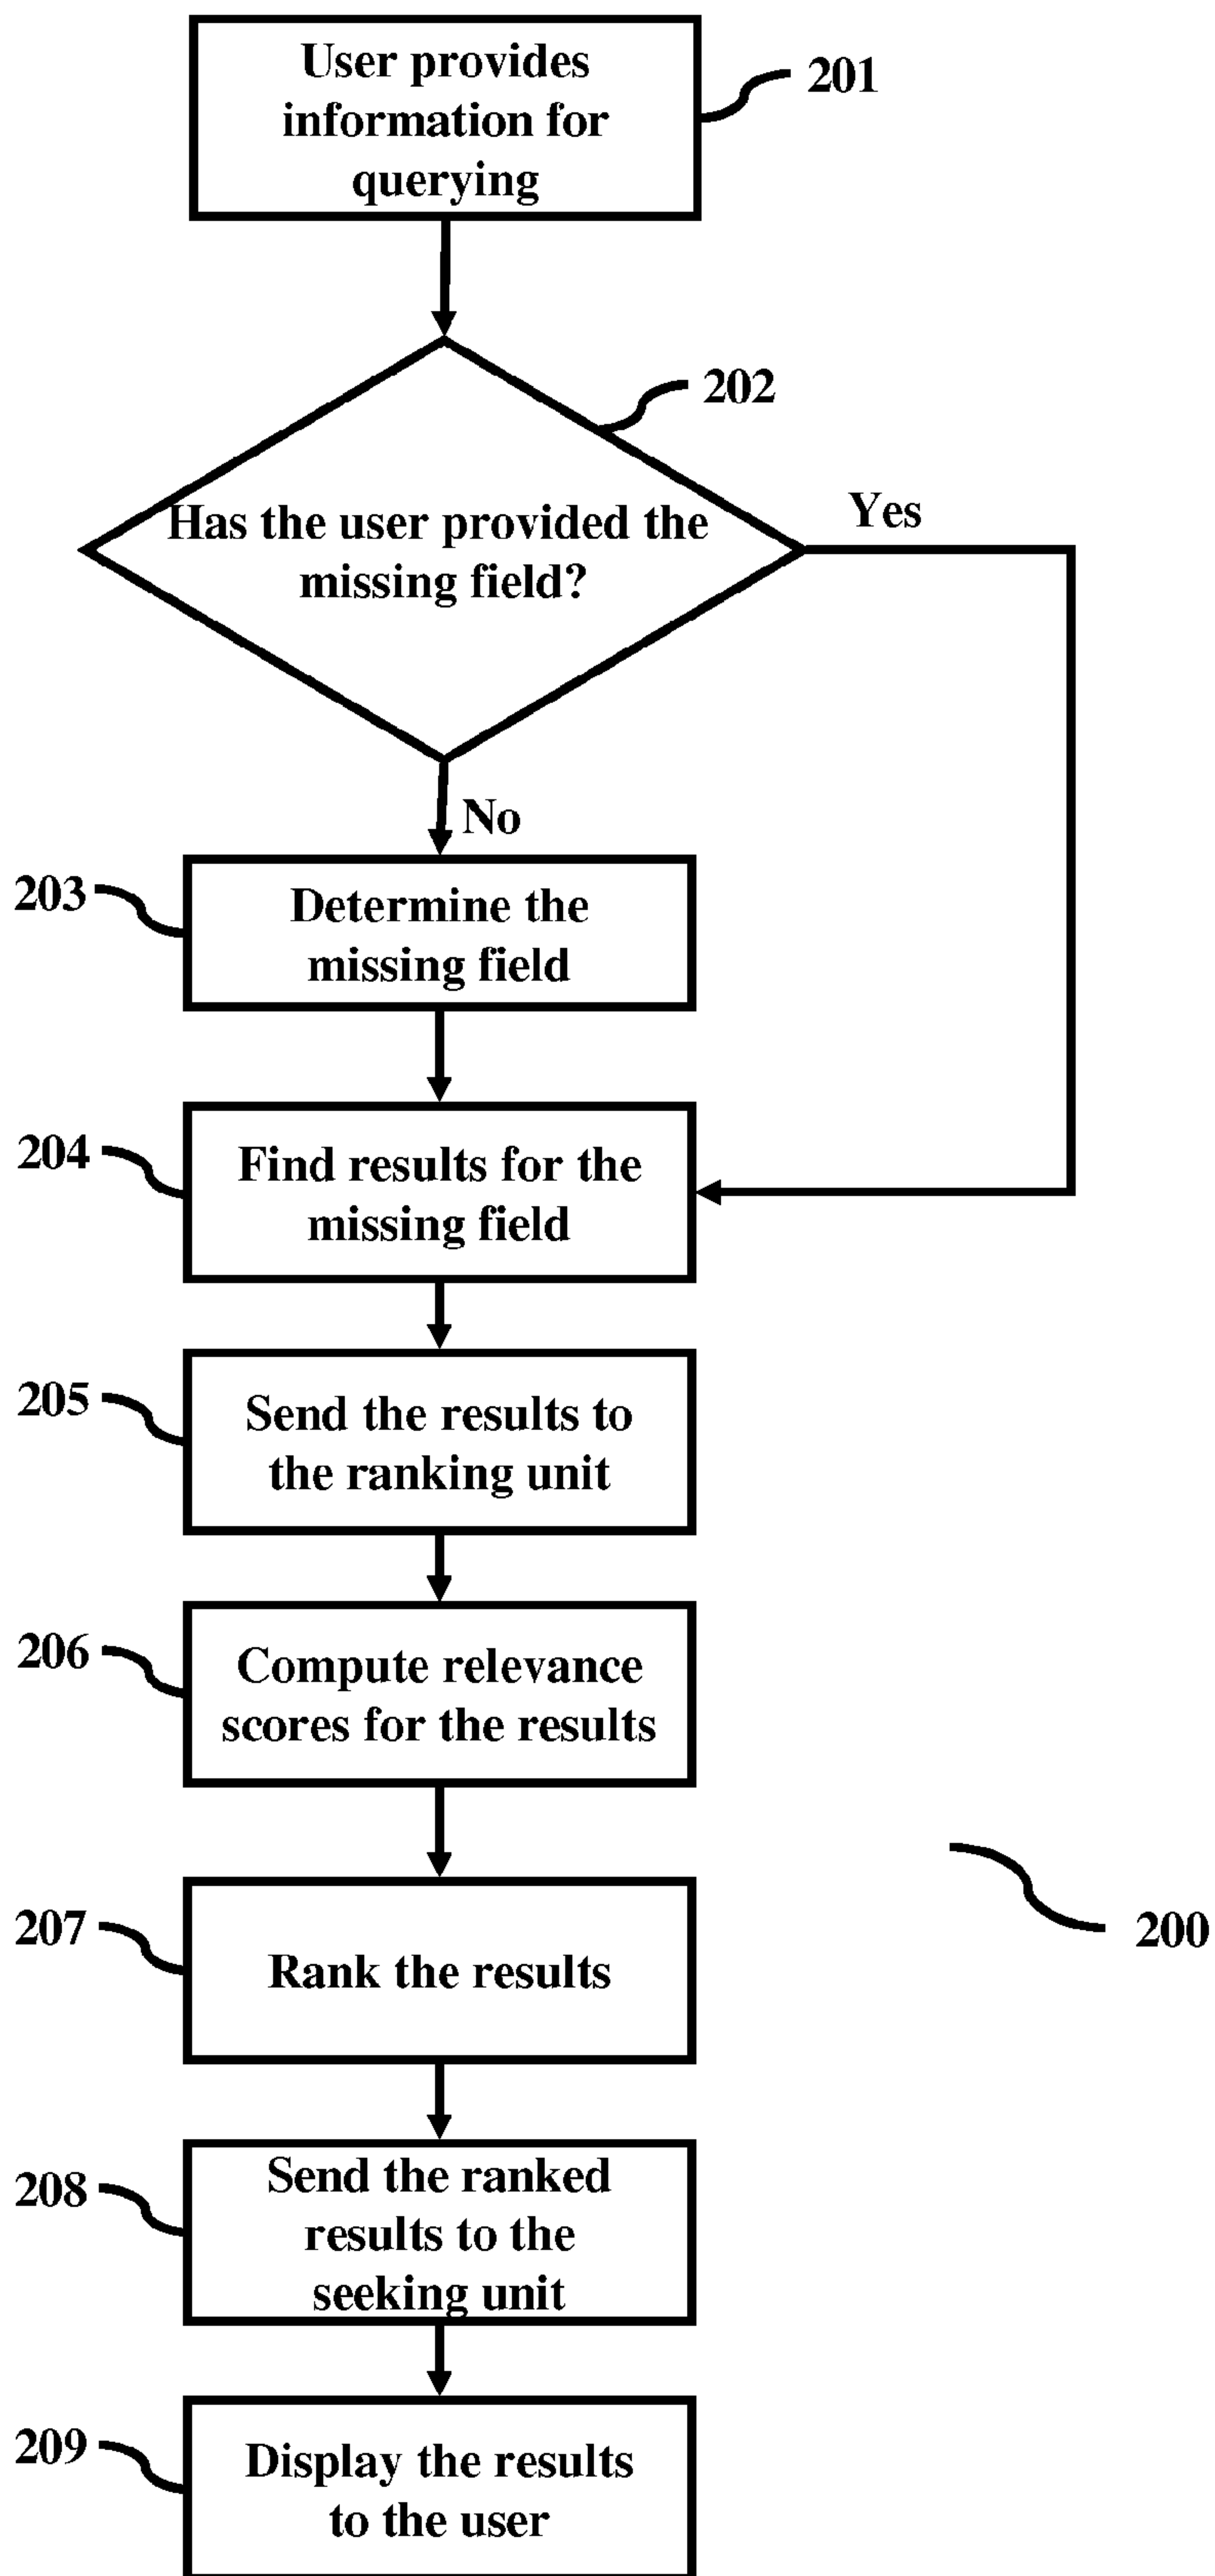 User provides
information for
querying
201
202
Has the user provided the
missing field?
Yes
No
203
Determine the
missing field
204
Find results for the
missing field
205
Send the results to
the ranking unit
206
Compute relevance
scores for the results
207
Rank the results
200
208
Send the ranked
results to the
seeking unit
209
Display the results
to the user